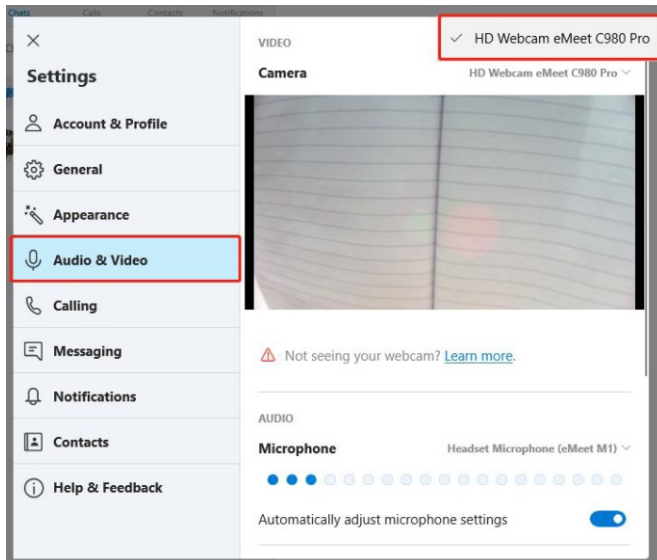 Chats Calls Contacts Notifications
Settings
Account & Profile
General
Appearance
Audio & Video
Calling
Messaging
Notifications
Contacts
Help & Feedback
VIDEO
HD Webcam eMeet C980 Pro
Camera HD Webcam eMeet C980 Pro
Not seeing your webcam? Learn more.
AUDIO
Microphone Headset Microphone (eMeet M1)
Automatically adjust microphone settings